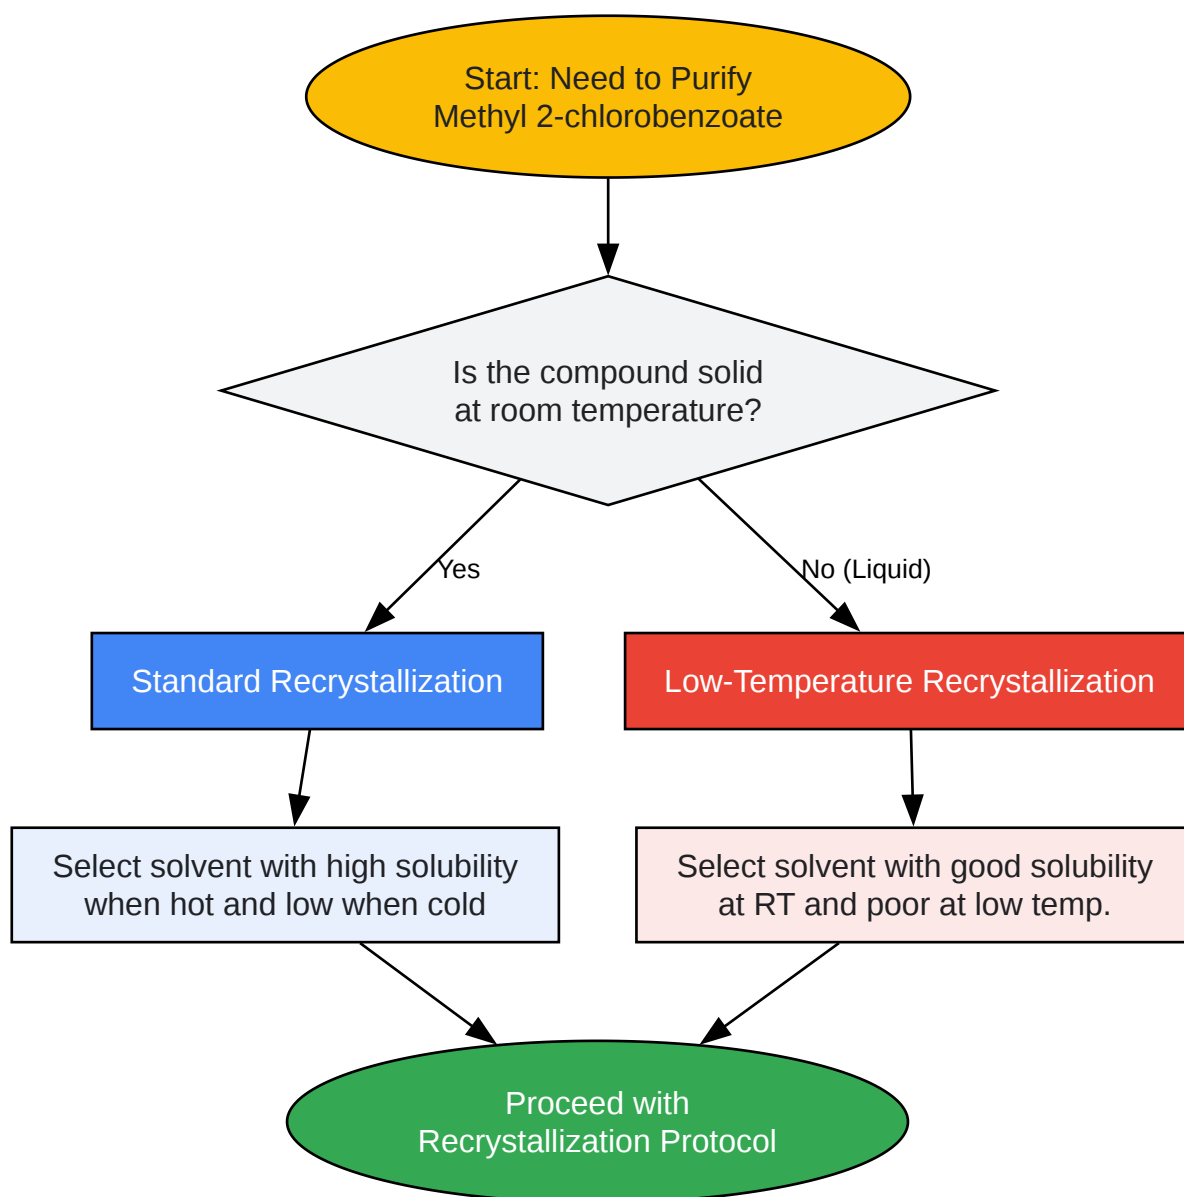 Start: Need to Purify
Methyl 2-chlorobenzoate
Is the compound solid
at room temperature?
Yes
No (Liquid)
Standard Recrystallization
Low-Temperature Recrystallization
Select solvent with high solubility
when hot and low when cold
Select solvent with good solubility
at RT and poor at low temp.
Proceed with
Recrystallization Protocol